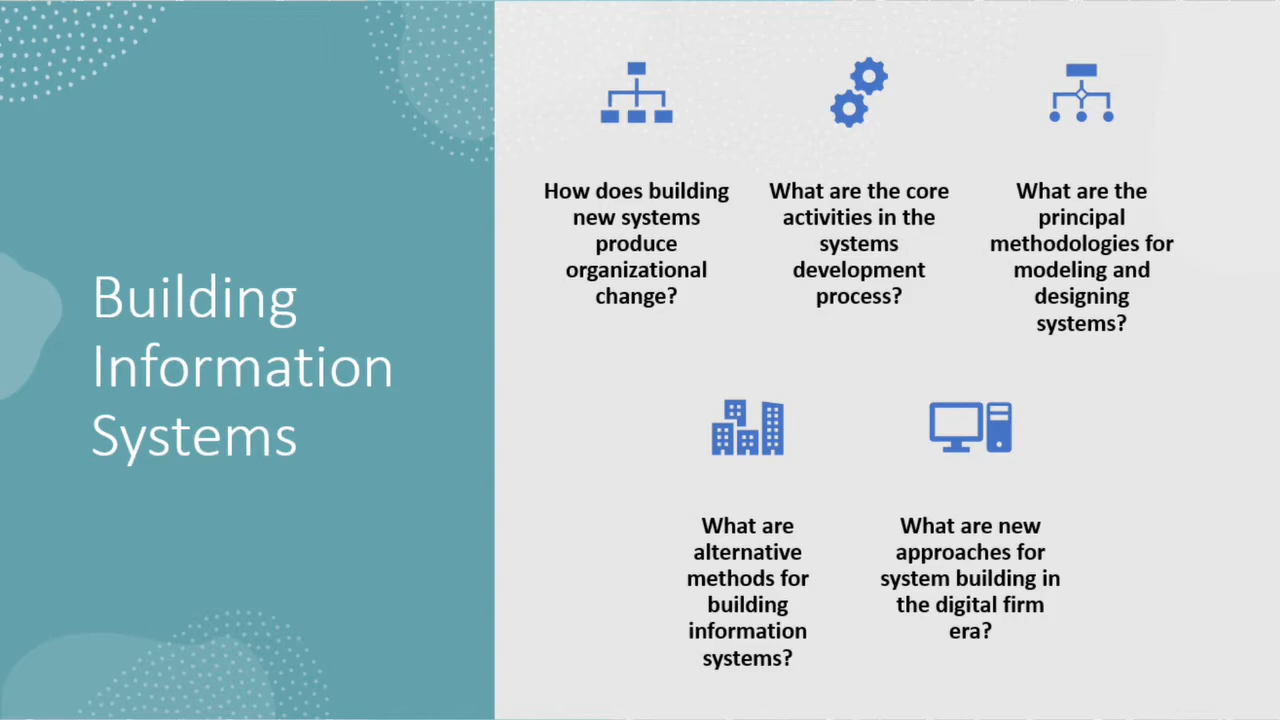 Building
Information
Systems
How does building
new systems
produce
organizational
change?
What are the core
activities in the
systems
development
process?
What are the
principal
methodologies for
modeling and
designing
systems?
What are
alternative
methods for
building
information
systems?
What are new
approaches for
system building in
the digital firm
era?